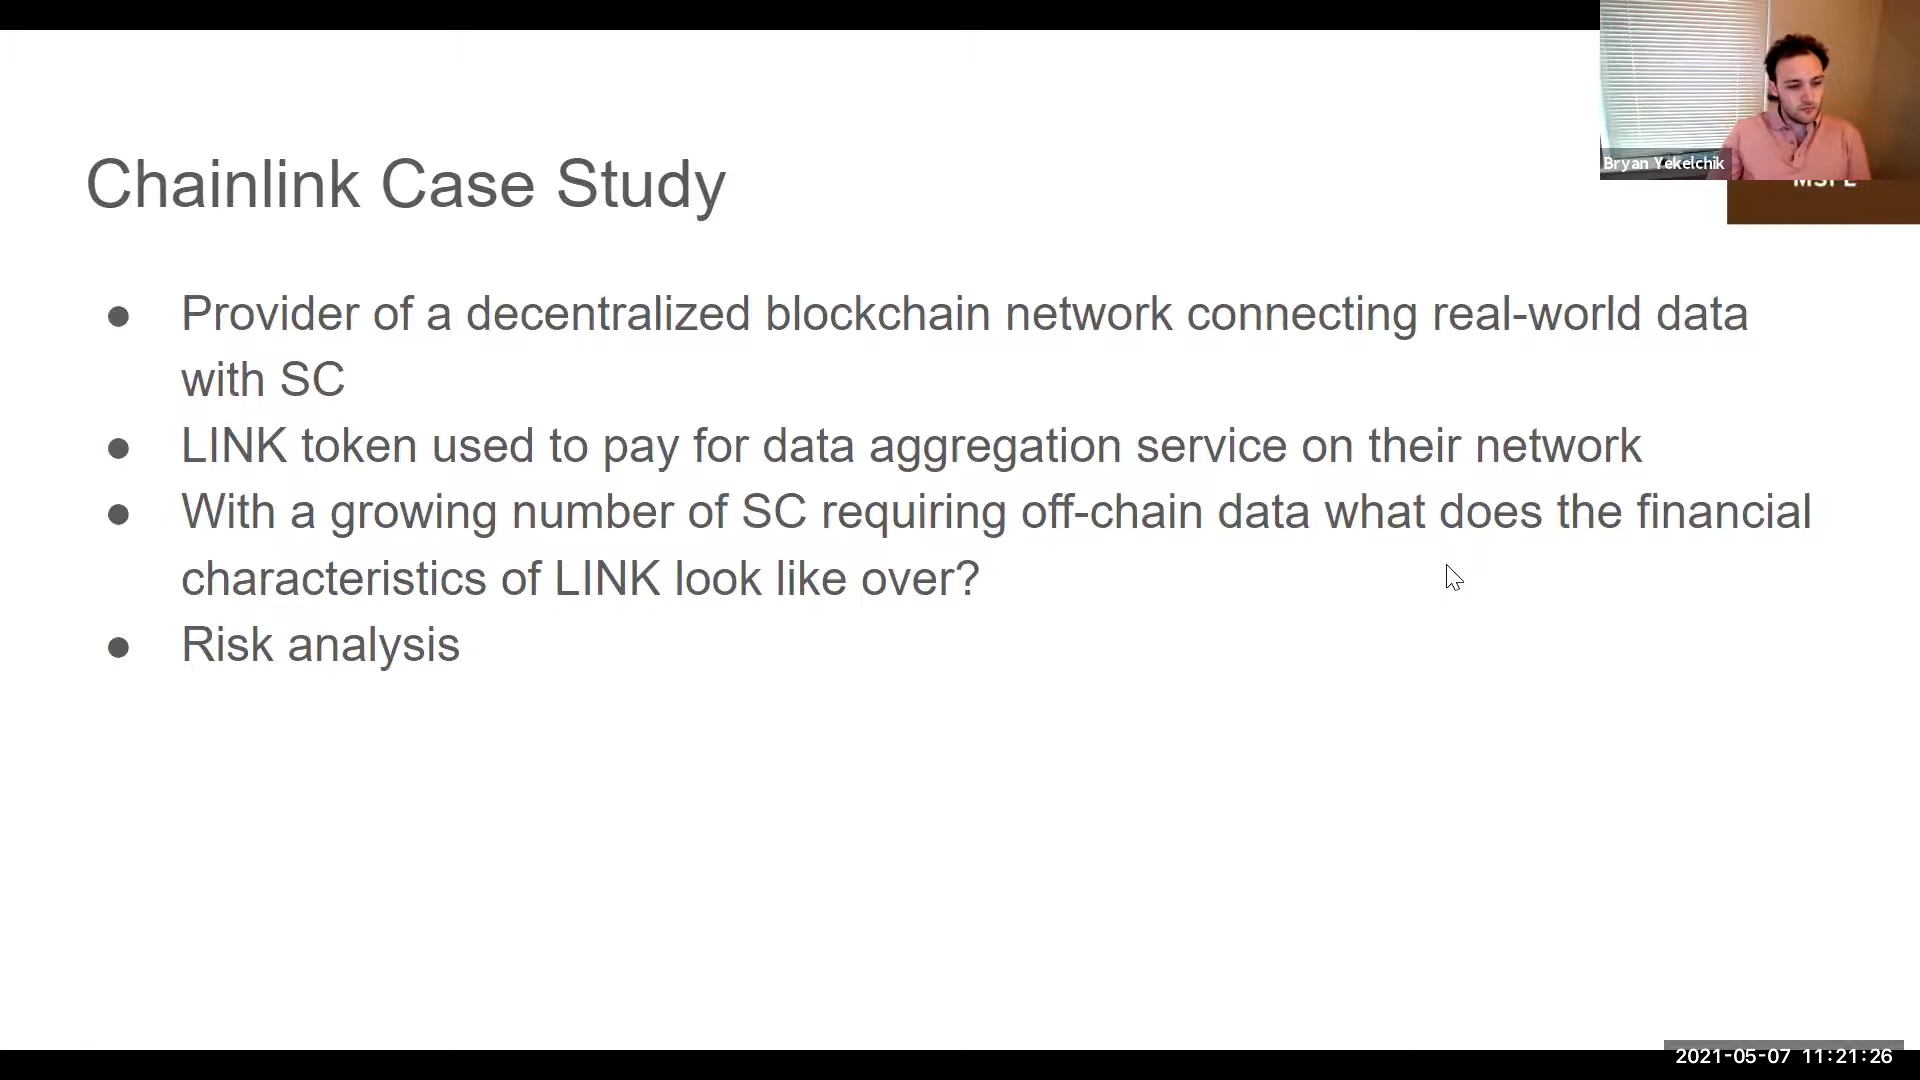 Chainlink Case Study
● Provider of a decentralized blockchain network connecting real-world data
with SC
● LINK token used to pay for data aggregation service on their network
● With a growing number of SC requiring off-chain data what does the financial
characteristics of LINK look like over?
● Risk analysis
Bryan Yekelchik
2021-05-07 11:21:26